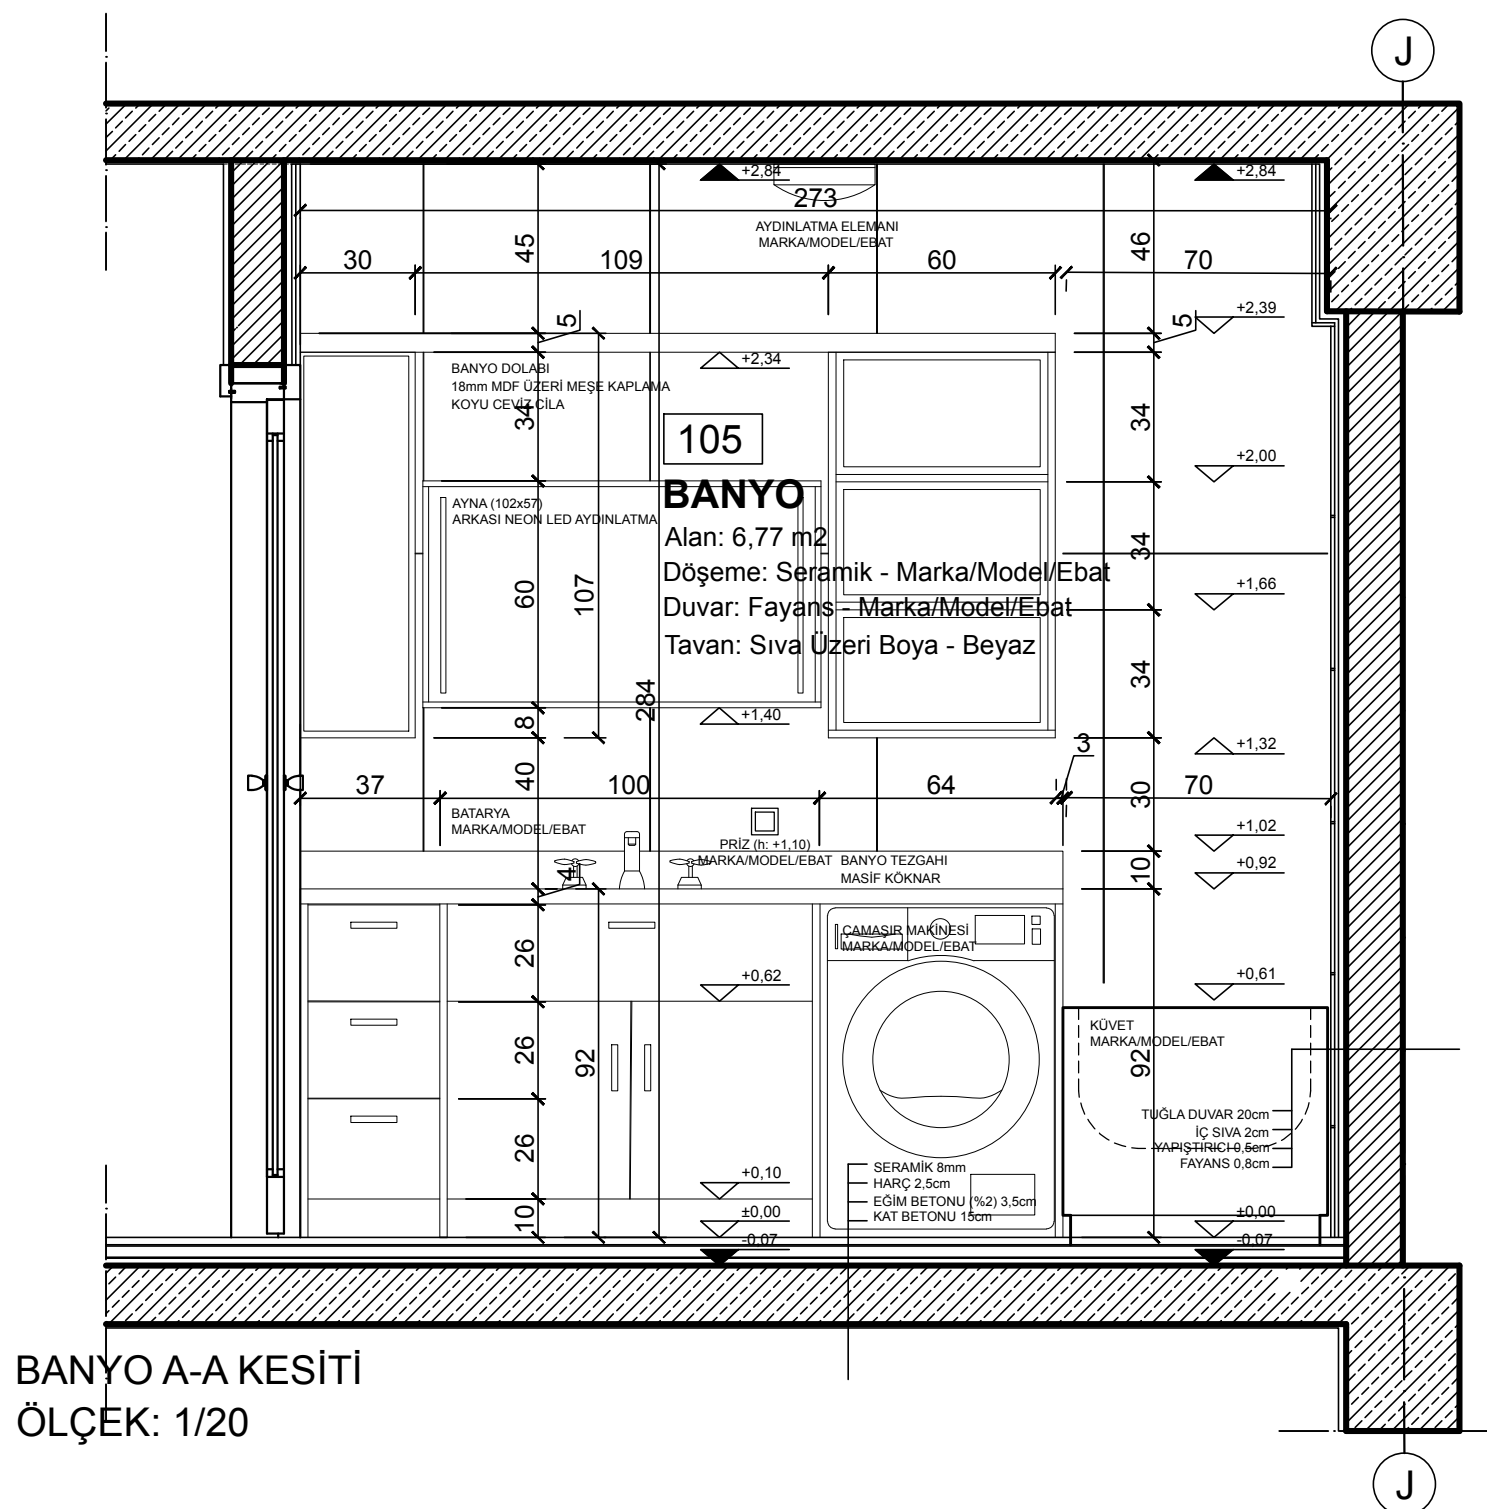 J
+2,84
+2,84
273
AYDINLATMA ELEMANI
MARKA/MODEL/EBAT
45
46
30
109
60
70
+2,39
5
5
+2,34
BANYO DOLABI
18mm MDF ÜZERİ MEŞE KAPLAMA
KOYU CEVİZ CİLA
34
34
105
+2,00
BANYO
AYNA (102x57)
ARKASI NEON LED AYDINLATMA
Alan: 6,77 m2
34
Döşeme: Seramik - Marka/Model/Ebat
60
107
+1,66
Duvar: Fayans - Marka/Model/Ebat
Tavan: Sıva Üzeri Boya - Beyaz
34
284
8
+1,40
3
+1,32
40
37
100
64
30
70
BATARYA
MARKA/MODEL/EBAT
+1,02
PRİZ (h: +1,10)
MARKA/MODEL/EBAT
BANYO TEZGAHI
MASİF KÖKNAR
+0,92
4
10
ÇAMAŞIR MAKİNESİ
MARKA/MODEL/EBAT
26
+0,62
+0,61
KÜVET
MARKA/MODEL/EBAT
26
92
92
TUĞLA DUVAR 20cm
İÇ SIVA 2cm
YAPIŞTIRICI 0,5cm
FAYANS 0,8cm
26
+0,10
SERAMİK 8mm
HARÇ 2,5cm
EĞİM BETONU (%2) 3,5cm
KAT BETONU 15cm
10
±0,00
±0,00
-0,07
-0,07
BANYO A-A KESİTİ
ÖLÇEK: 1/20
J